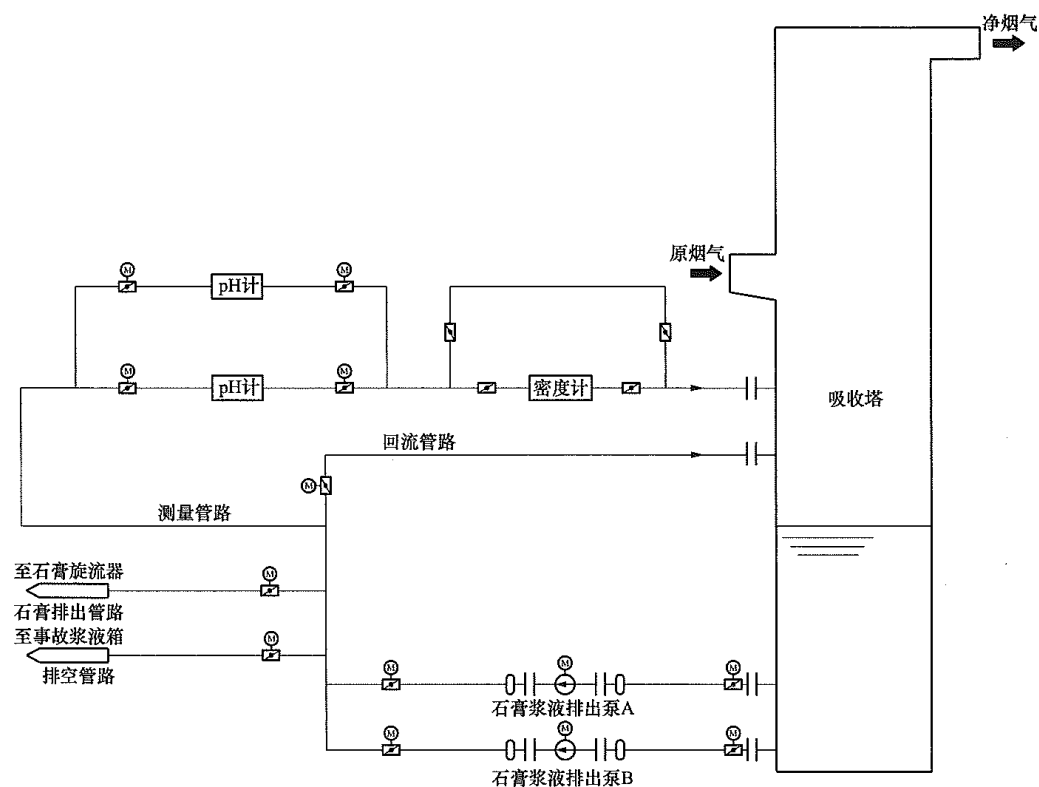 净烟气
原烟气
M
M
pH计
M
M
pH计
密度计
吸收塔
回流管路
M
测量管路
至石膏旋流器
M
石膏排出管路
至事故浆液箱
M
排空管路
M
M
M
石膏浆液排出泵A
M
M
M
石膏浆液排出泵B